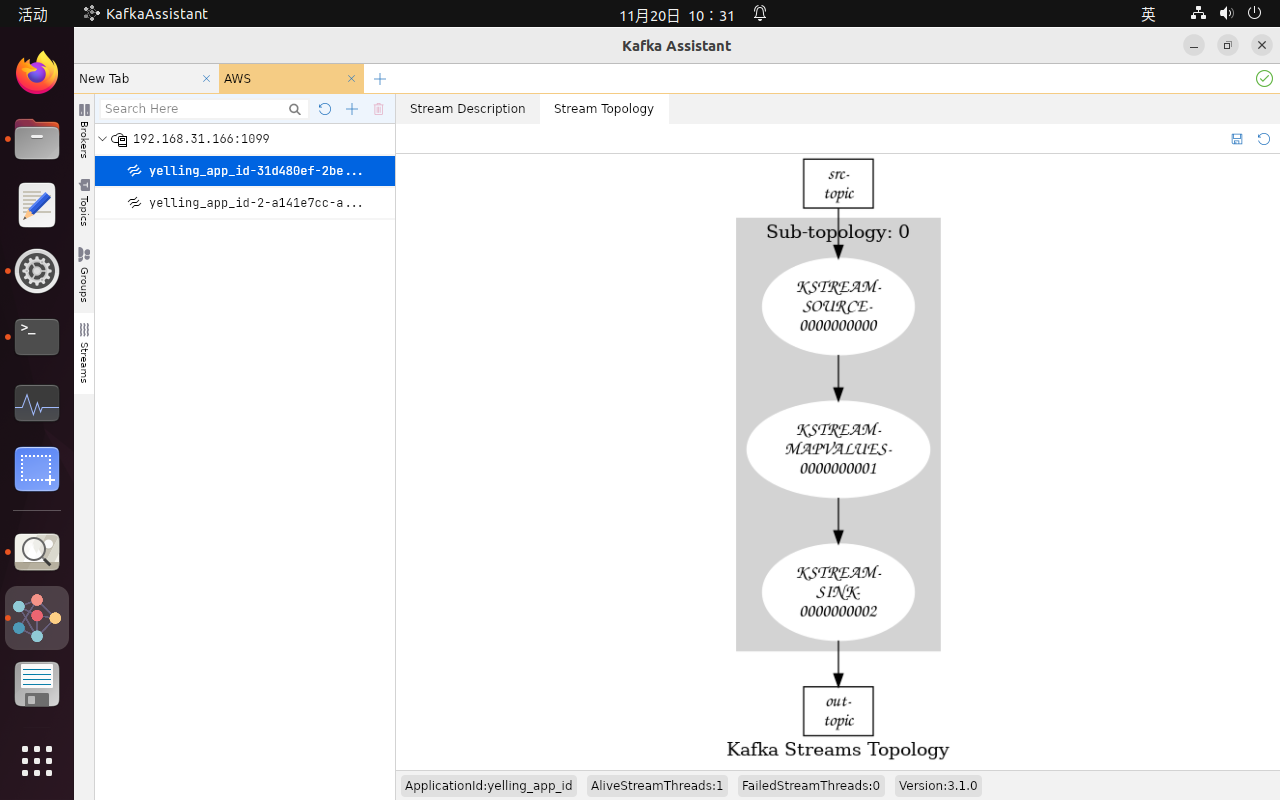 活动
KafkaAssistant
11月20日 10：31
英
Kafka Assistant
New Tab
AWS
Search Here
Brokers
Topics
Groups
Streams
192.168.31.166:1099
yelling_app_id-31d480ef-2be...
yelling_app_id-2-a141e7cc-a...
Stream Description
Stream Topology
src-
topic
Sub-topology: 0
KSTREAM-
SOURCE-
0000000000
KSTREAM-
MAPVALUES-
0000000001
KSTREAM-
SINK-
0000000002
out-
topic
Kafka Streams Topology
ApplicationId:yelling_app_id
AliveStreamThreads:1
FailedStreamThreads:0
Version:3.1.0